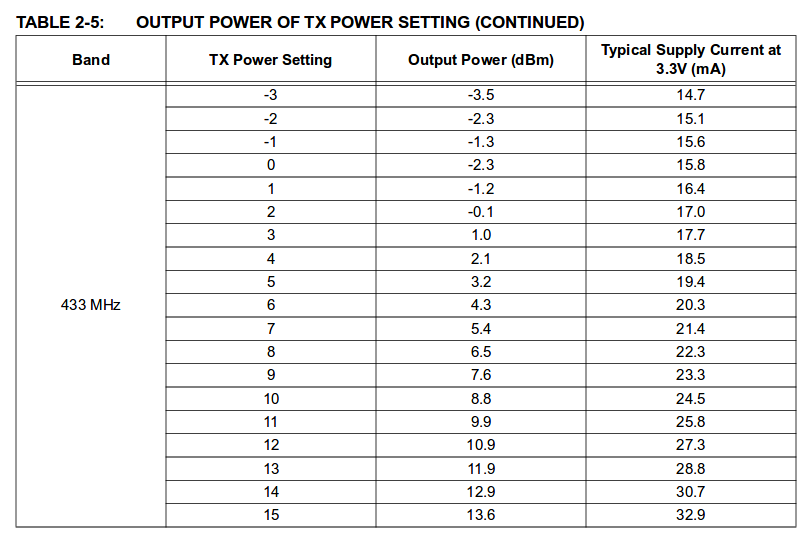 TABLE 2-5: OUTPUT POWER OF TX POWER SETTING (CONTINUED)
Band TX Power Setting Output Power (dBm) Typical Supply Current at
3.3V (mA)
-3 -3.5 14.7
-2 -2.3 15.1
-1 -1.3 15.6
0 -2.3 15.8
1 -1.2 16.4
2 -0.1 17.0
3 1.0 17.7
4 2.1 18.5
5 3.2 19.4
433 MHz 6 4.3 20.3
7 5.4 21.4
8 6.5 22.3
9 7.6 23.3
10 8.8 24.5
11 9.9 25.8
12 10.9 27.3
13 11.9 28.8
14 12.9 30.7
15 13.6 32.9